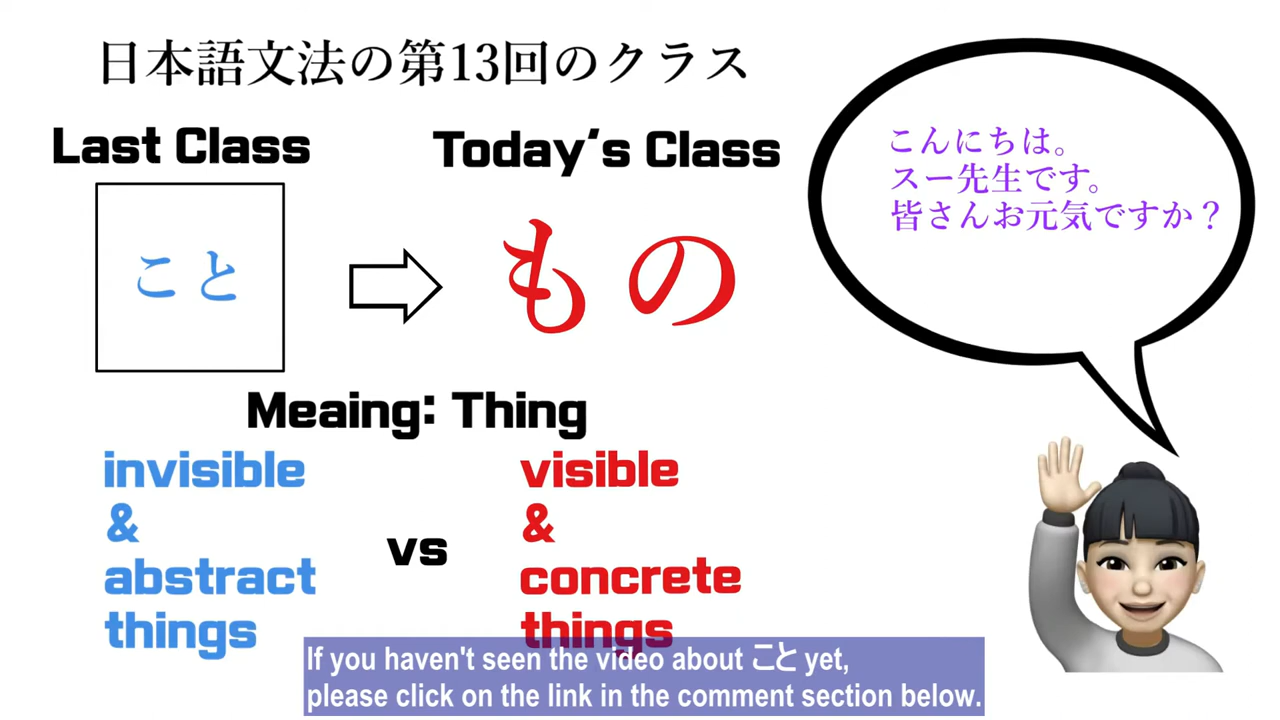 日本語文法の第13回のクラス
Last Class
Today's Class
こと
もの
Meaing: Thing
invisible
&
abstract
things
vs
visible
&
concrete
things
こんにちは。
スー先生です。
皆さんお元気ですか？
If you haven't seen the video about こと yet,
please click on the link in the comment section below.